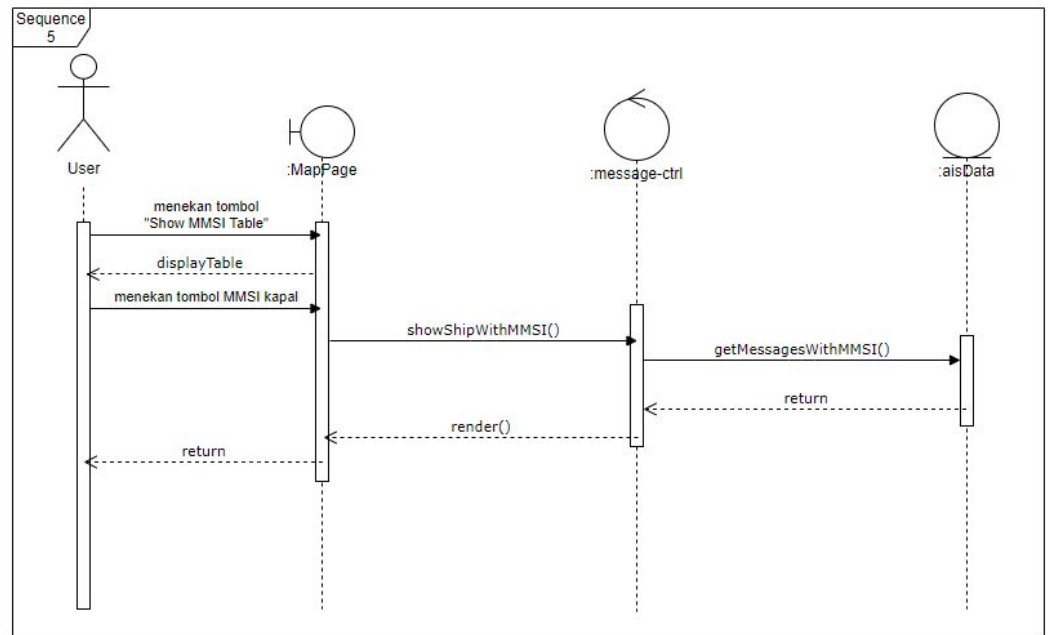 Sequence
5
User
:MapPage
:message-ctrl
:aisData
menekan tombol
"Show MMSI Table"
displayTable
menekan tombol MMSI kapal
showShipWithMMSI()
getMessagesWithMMSI()
return
render()
return